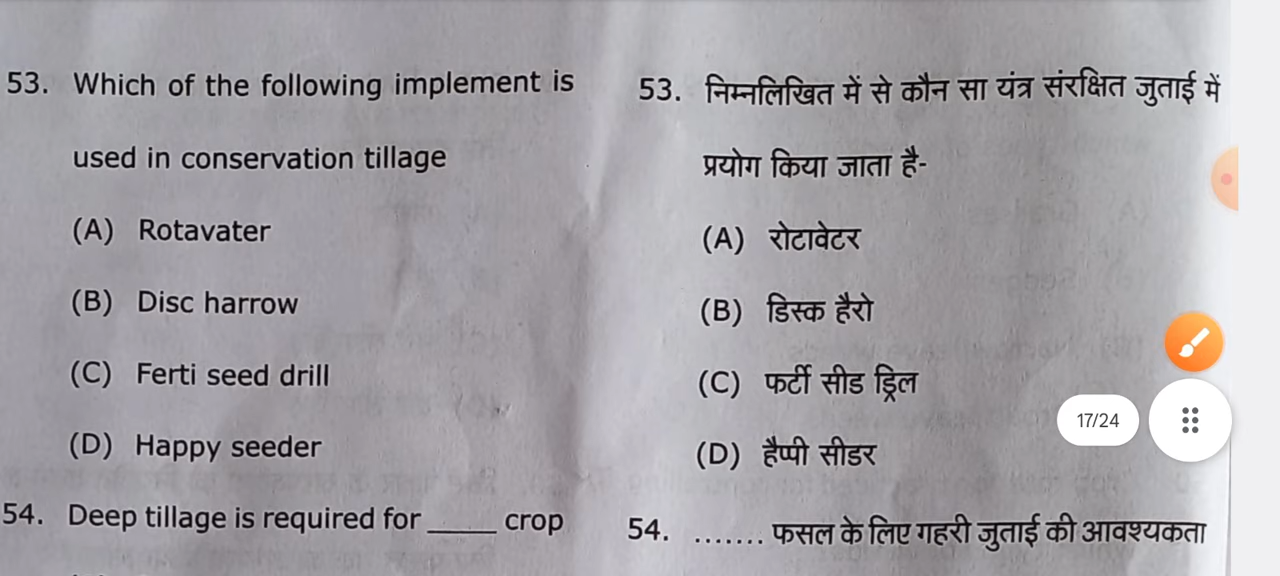 53. Which of the following implement is
used in conservation tillage
(A) Rotavater
(B) Disc harrow
(C) Ferti seed drill
(D) Happy seeder
54. Deep tillage is required for _____ crop
53. निम्नलिखित में से कौन सा यंत्र संरक्षित जुताई में
प्रयोग किया जाता है-
(A) रोटावेटर
(B) डिस्क हैरो
(C) फर्टी सीड ड्रिल
(D) हैप्पी सीडर
54. ....... फसल के लिए गहरी जुताई की आवश्यकता
17/24